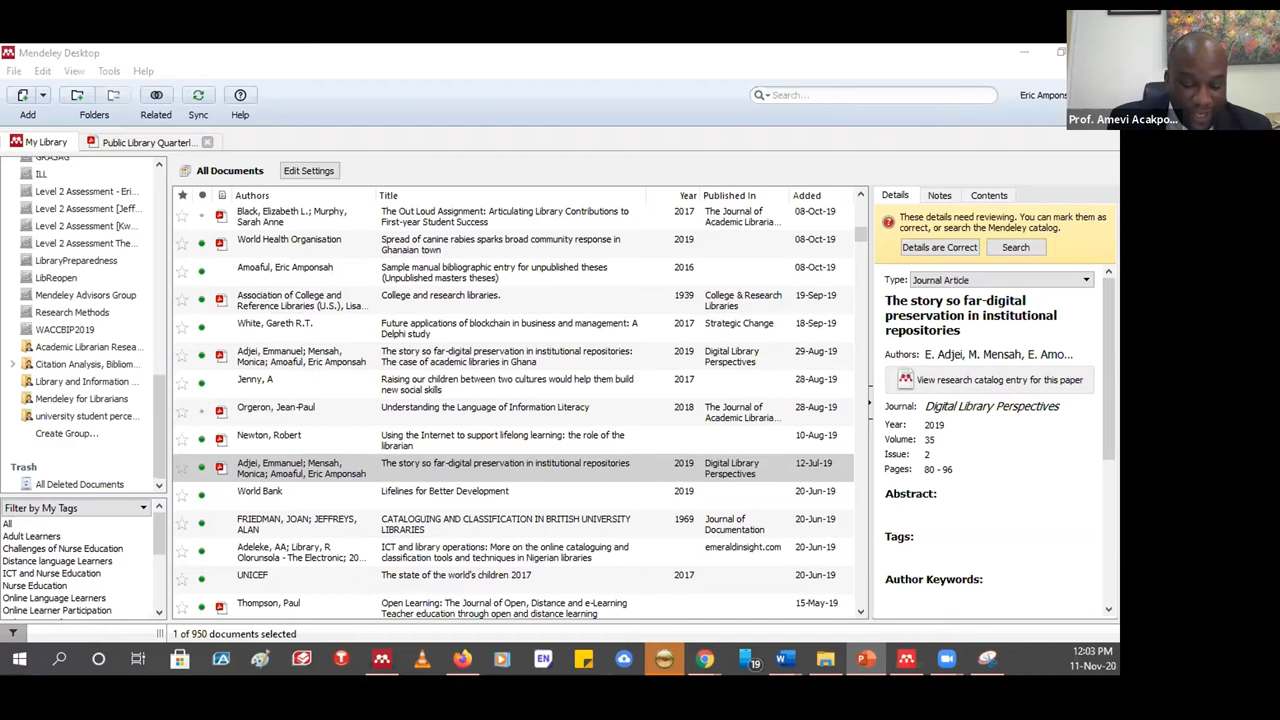 Mendeley Desktop
File Edit View Tools Help
Add Folders Related Sync Help
Search...
Eric Ampons
Prof. Amevi Acakpo...
My Library
Public Library Quarterl...
GRASAG
ILL
Level 2 Assessment - Eri...
Level 2 Assessment [Jeff...
Level 2 Assessment [Kw...
Level 2 Assessment The...
LibraryPreparedness
LibReopen
Mendeley Advisors Group
Research Methods
WACCBIP2019
Academic Librarian Resea...
Citation Analysis, Bibliom...
Library and Information ...
Mendeley for Librarians
university student perce...
Create Group...
Trash
All Deleted Documents
Filter by My Tags
All
Adult Learners
Challenges of Nurse Education
Distance language Learners
ICT and Nurse Education
Nurse Education
Online Language Learners
Online Learner Participation
All Documents Edit Settings
Authors Title Year Published In Added
Black, Elizabeth L.; Murphy, The Out Loud Assignment: Articulating Library Contributions to 2017 The Journal of 08-Oct-19
Sarah Anne First-year Student Success Academic Libraria...
World Health Organisation Spread of canine rabies sparks broad community response in 2019 08-Oct-19
Ghanaian town
Amoaful, Eric Amponsah Sample manual bibliographic entry for unpublished theses 2016 08-Oct-19
(Unpublished masters theses)
Association of College and College and research libraries. 1939 College & Research 19-Sep-19
Reference Libraries (U.S.), Lisa... Libraries
White, Gareth R.T. Future applications of blockchain in business and management: A 2017 Strategic Change 18-Sep-19
Delphi study
Adjei, Emmanuel; Mensah, The story so far-digital preservation in institutional repositories: 2019 Digital Library 29-Aug-19
Monica; Amoaful, Eric Amponsah The case of academic libraries in Ghana Perspectives
Jenny, A Raising our children between two cultures would help them build 2017 28-Aug-19
new social skills
Orgeron, Jean-Paul Understanding the Language of Information Literacy 2018 The Journal of 28-Aug-19
Academic Libraria...
Newton, Robert Using the Internet to support lifelong learning: the role of the 10-Aug-19
librarian
Adjei, Emmanuel; Mensah, The story so far-digital preservation in institutional repositories 2019 Digital Library 12-Jul-19
Monica; Amoaful, Eric Amponsah Perspectives
World Bank Lifelines for Better Development 2019 20-Jun-19
FRIEDMAN, JOAN; JEFFREYS, CATALOGUING AND CLASSIFICATION IN BRITISH UNIVERSITY 1969 Journal of 20-Jun-19
ALAN LIBRARIES Documentation
Adeleke, AA; Library, R ICT and library operations: More on the online cataloguing and emeraldinsight.com 20-Jun-19
Olorunsola - The Electronic; 20... classification tools and techniques in Nigerian libraries
UNICEF The state of the world's children 2017 2017 20-Jun-19
Thompson, Paul Open Learning: The Journal of Open, Distance and e-Learning 15-May-19
Teacher education through open and distance learning
Details Notes Contents
These details need reviewing. You can mark them as
correct, or search the Mendeley catalog.
Details are Correct Search
Type: Journal Article
The story so far-digital
preservation in institutional
repositories
Authors: E. Adjei, M. Mensah, E. Amo...
View research catalog entry for this paper
Journal: Digital Library Perspectives
Year: 2019
Volume: 35
Issue: 2
Pages: 80 - 96
Abstract:
Tags:
Author Keywords:
1 of 950 documents selected
EN
19
12:03 PM
11-Nov-20